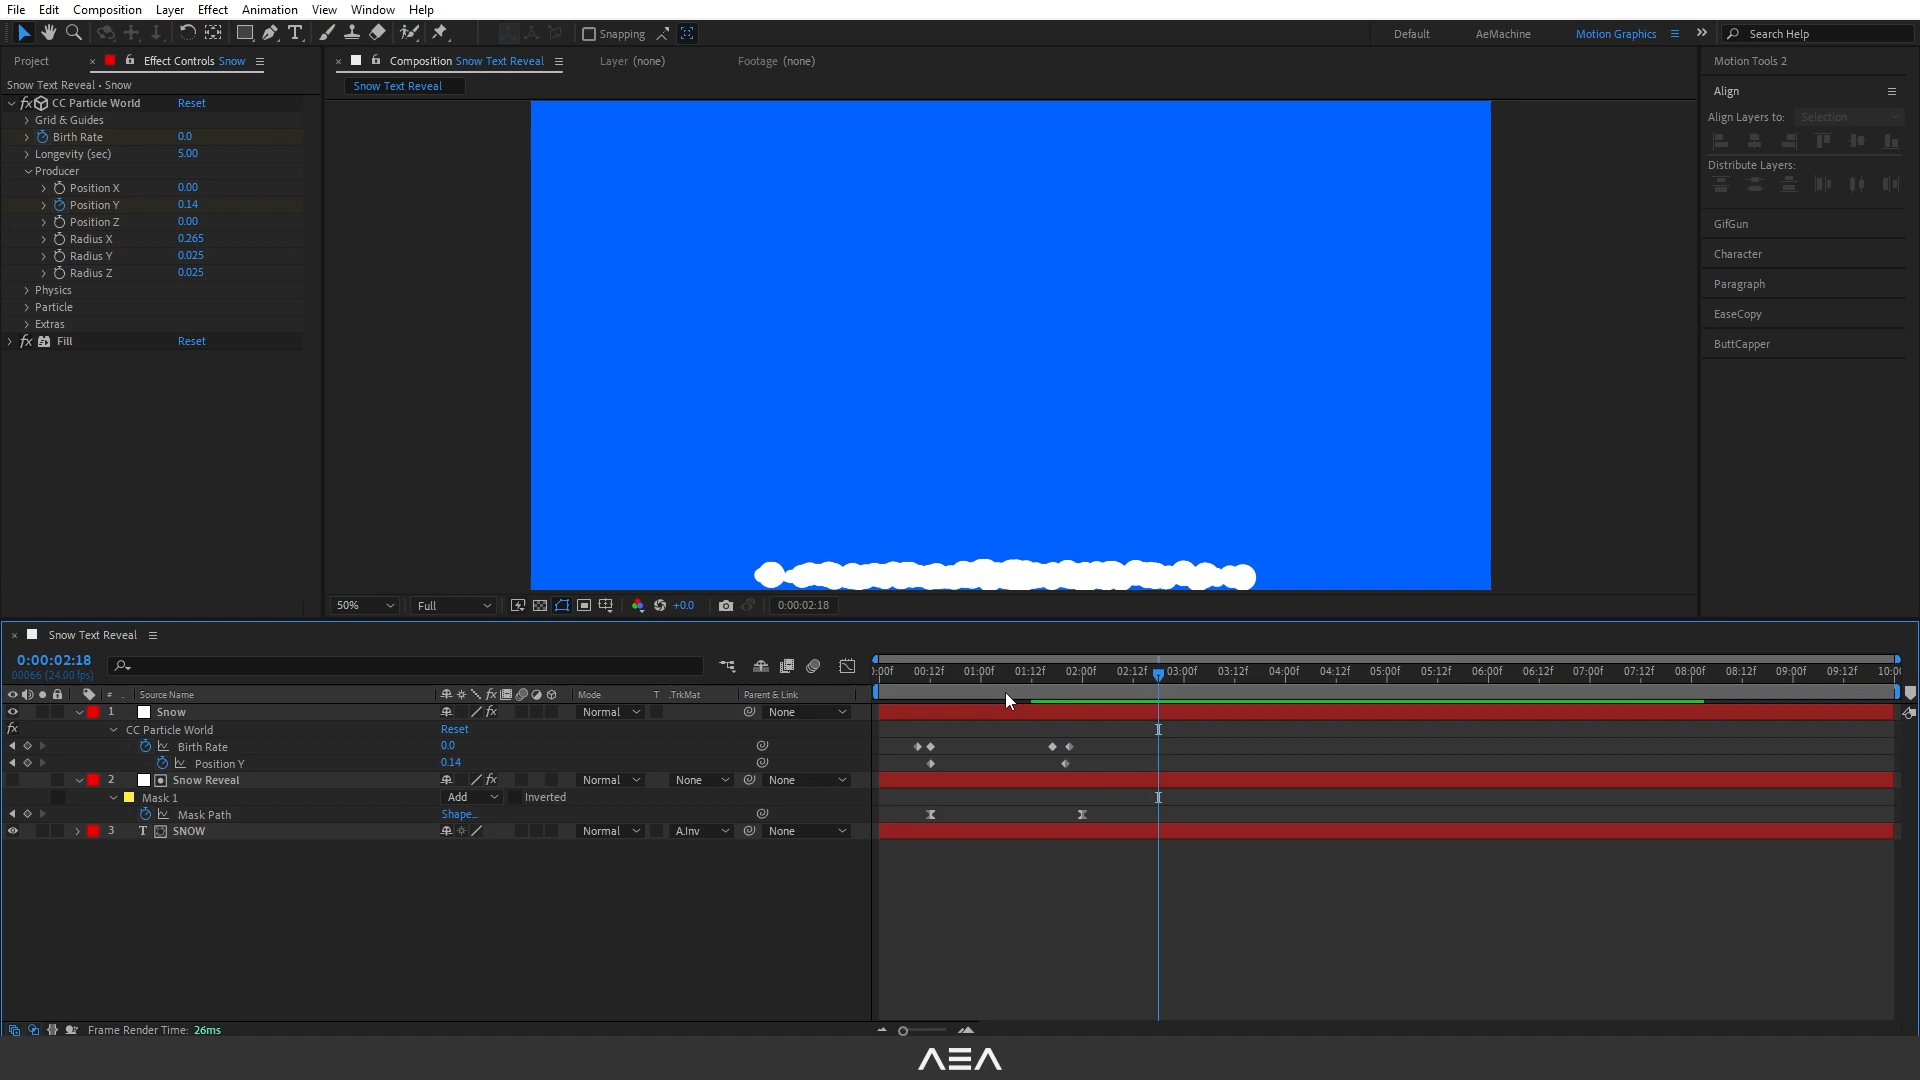 File Edit Composition Layer Effect Animation View Window Help
Snapping
Default AeMachine Motion Graphics Search Help
Project Effect Controls Snow
Composition Snow Text Reveal Layer (none) Footage (none)
Motion Tools 2
Snow Text Reveal • Snow
Snow Text Reveal
Align
fx CC Particle World Reset
Grid & Guides
Birth Rate 0.0
Longevity (sec) 5.00
Producer
Position X 0.00
Position Y 0.14
Position Z 0.00
Radius X 0.265
Radius Y 0.025
Radius Z 0.025
Physics
Particle
Extras
fx Fill Reset
Align Layers to: Selection
Distribute Layers:
GifGun
Character
Paragraph
EaseCopy
ButtCapper
50% Full +0.0 0:00:02:18
Snow Text Reveal
0:00:02:18
00066 (24.00 fps)
:00f 00:12f 01:00f 01:12f 02:00f 02:12f 03:00f 03:12f 04:00f 04:12f 05:00f 05:12f 06:00f 06:12f 07:00f 07:12f 08:00f 08:12f 09:00f 09:12f 10:0
# Source Name fx Mode T .TrkMat Parent & Link
1 Snow fx Normal None
fx CC Particle World Reset
Birth Rate 0.0
Position Y 0.14
2 Snow Reveal fx Normal None None
Mask 1 Add Inverted
Mask Path Shape...
3 T SNOW Normal A.Inv None
Frame Render Time: 26ms